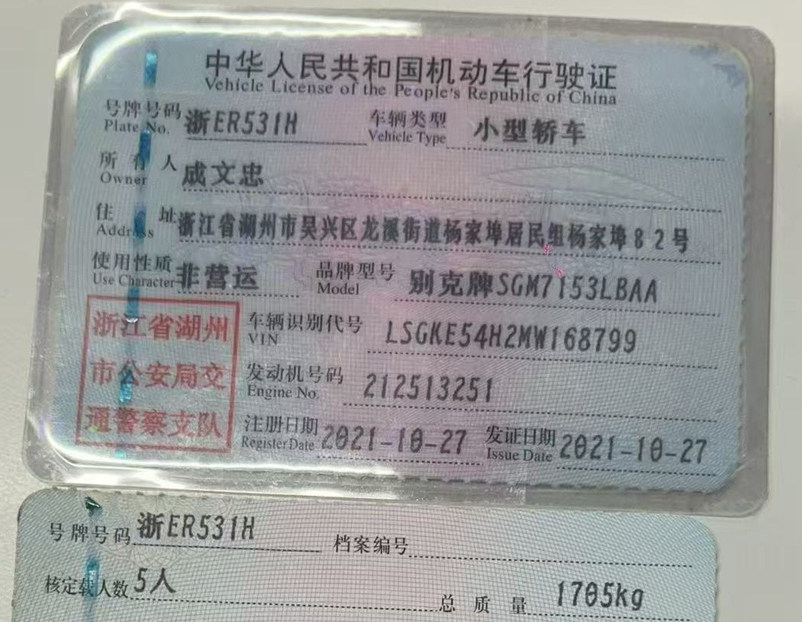 中华人民共和国机动车行驶证
Vehicle License of the People's Republic of China
号牌号码 浙ER531H 车辆类型 小型轿车
Plate No. Vehicle Type
所有人 成文忠
Owner
住址 浙江省湖州市吴兴区龙溪街道杨家埠居民组杨家埠82号
Address
使用性质 非营运 品牌型号 别克牌SGM7153LBAA
Use Character Model
浙江省湖州
市公安局交
通警察支队
车辆识别代号 LSGKE54H2MW168799
VIN
发动机号码 212513251
Engine No.
注册日期 2021-10-27 发证日期 2021-10-27
Register Date Issue Date
号牌号码 浙ER531H 档案编号
核定载人数 5人 总质量 1705kg